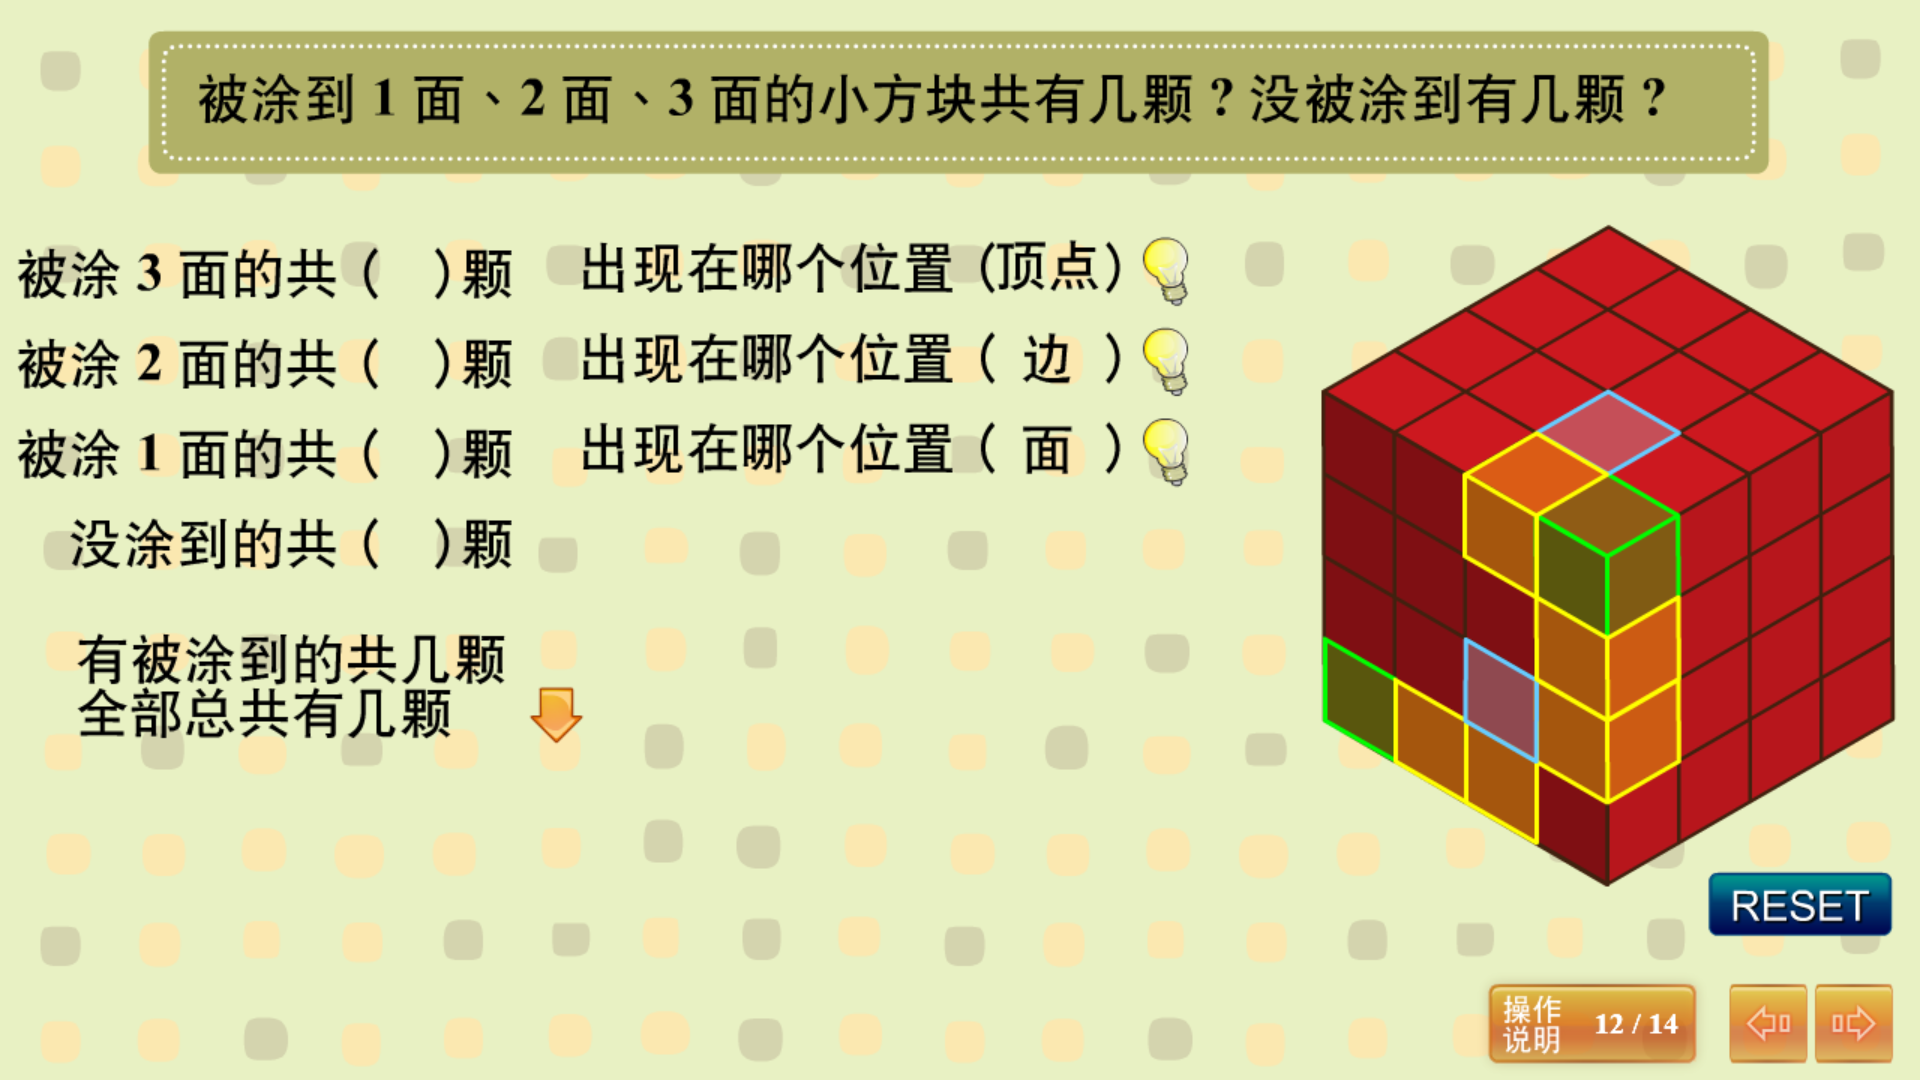 被涂到 1 面、2 面、3 面的小方块共有几颗？没被涂到有几颗？
被涂 3 面的共（ ）颗 出现在哪个位置（顶点）
被涂 2 面的共（ ）颗 出现在哪个位置（ 边 ）
被涂 1 面的共（ ）颗 出现在哪个位置（ 面 ）
没涂到的共（ ）颗
有被涂到的共几颗
全部总共有几颗
RESET
操作
说明 12 / 14